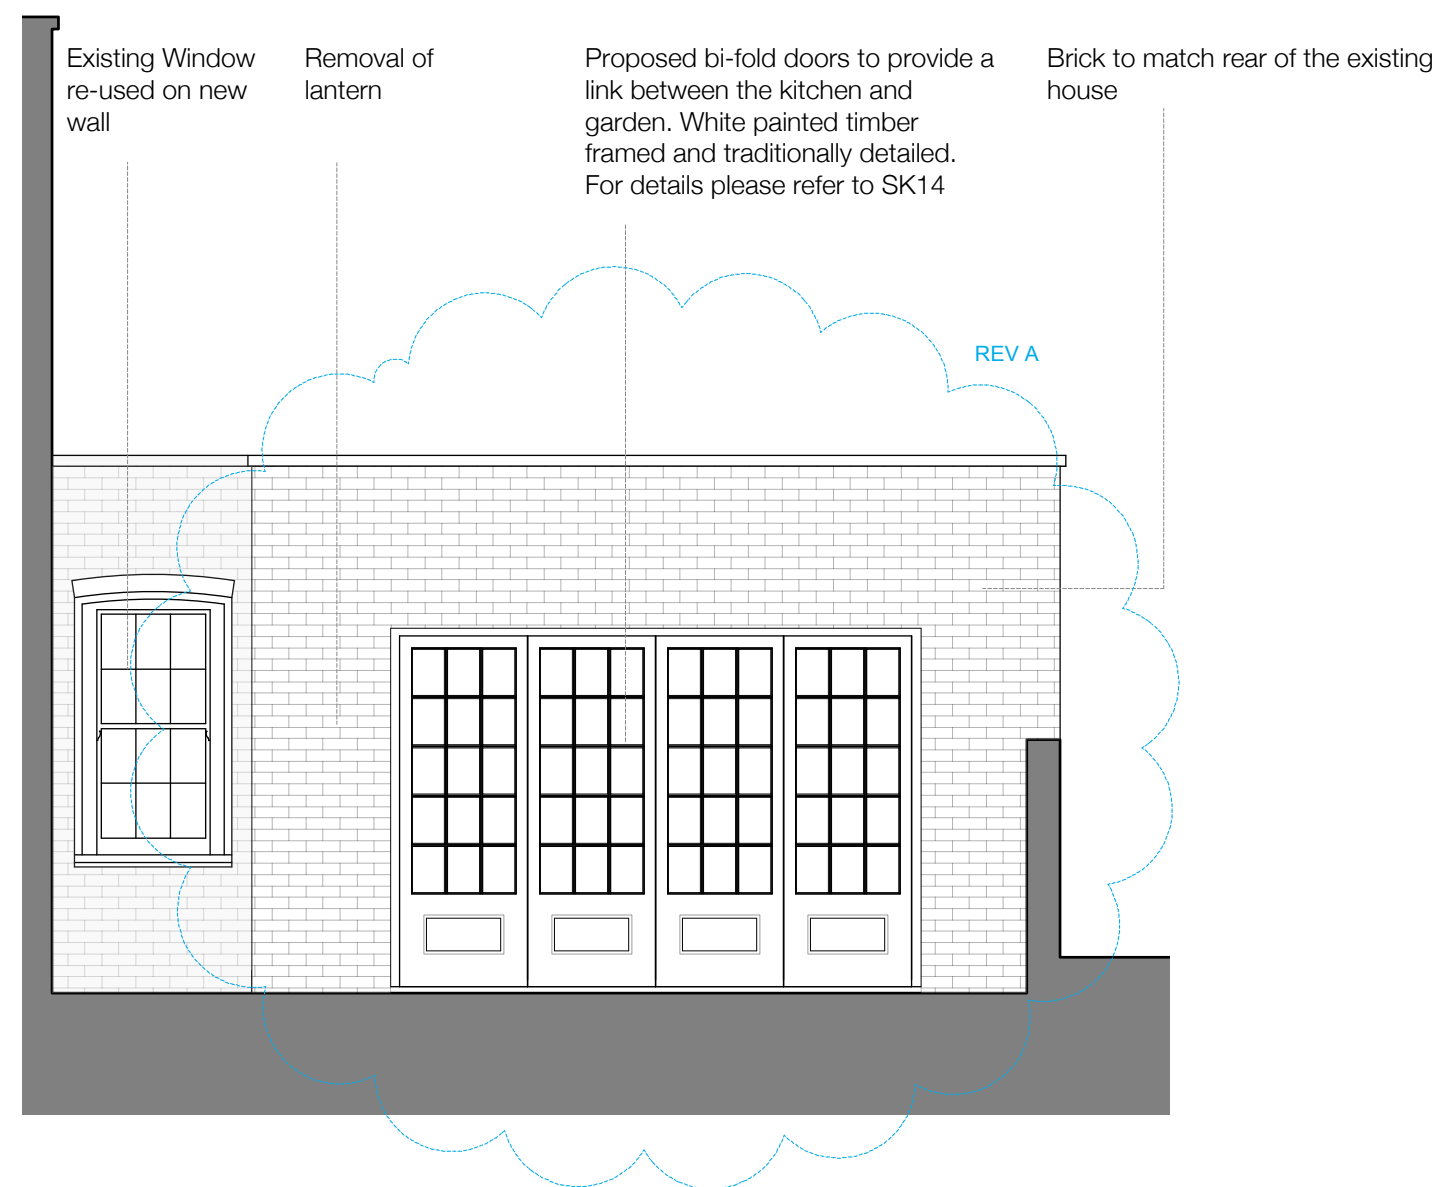 Existing Window
re-used on new
wall
Removal of
lantern
Proposed bi-fold doors to provide a
link between the kitchen and
garden. White painted timber
framed and traditionally detailed.
For details please refer to SK14
Brick to match rear of the existing
house
REV A